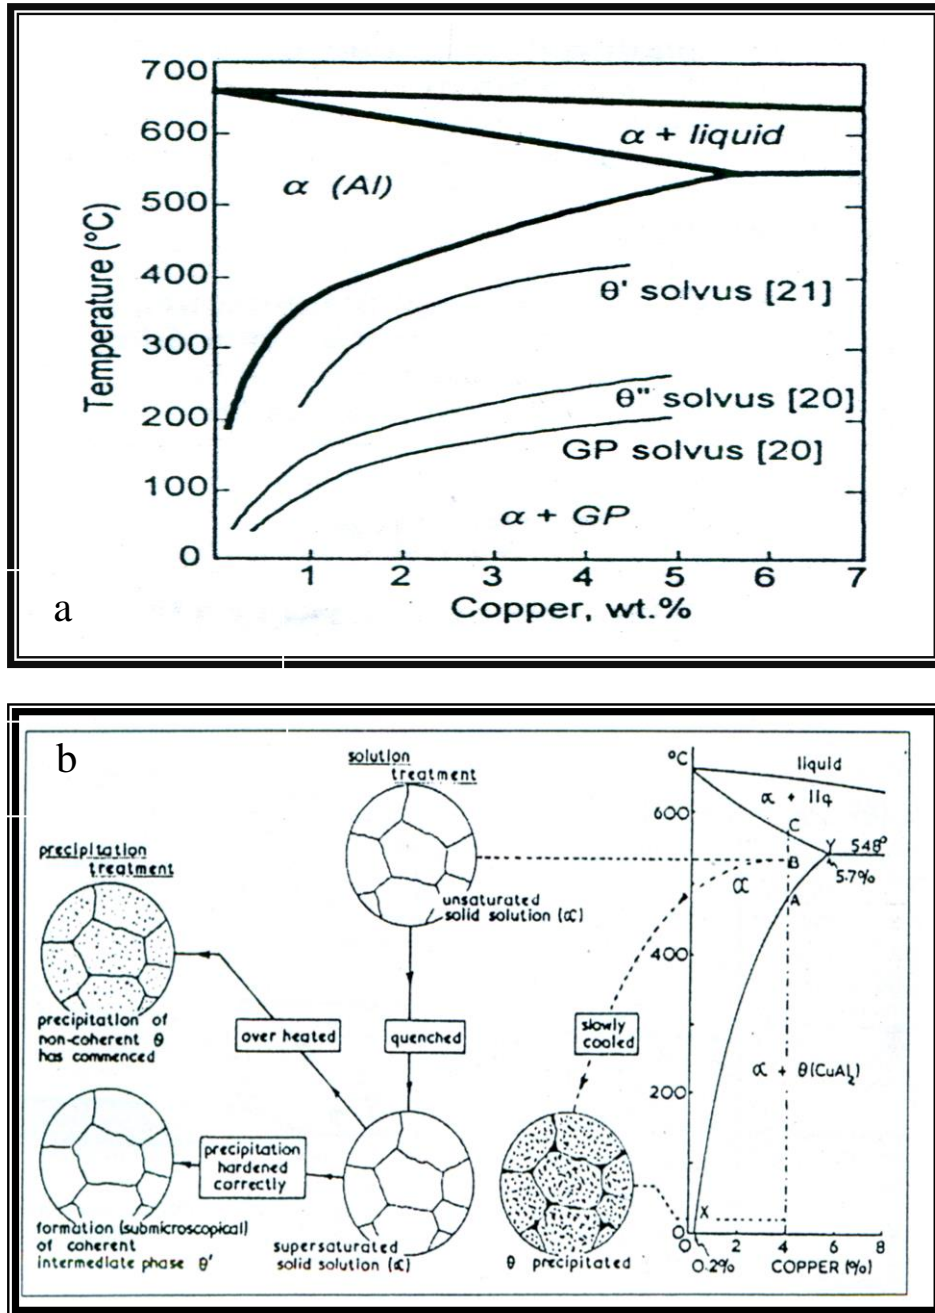 700
600
500
400
300
200
100
0
Temperature (°C)
α + liquid
α (Al)
θ' solvus [21]
θ" solvus [20]
GP solvus [20]
α + GP
1 2 3 4 5 6 7
Copper, wt.%
a
b
solution
treatment
unsaturated
solid solution (α)
precipitation
treatment
precipitation of
non-coherent θ
has commenced
over heated
quenched
slowly
cooled
precipitation
hardened
correctly
formation (submicroscopical)
of coherent
intermediate phase θ'
supersaturated
solid solution (α)
θ precipitated
°C
liquid
α + liq
600
C
Y 548°
B
5.7%
α
A
400
α + θ(CuAl2)
200
X
0
0 2 4 6 8
0.2% COPPER (%)